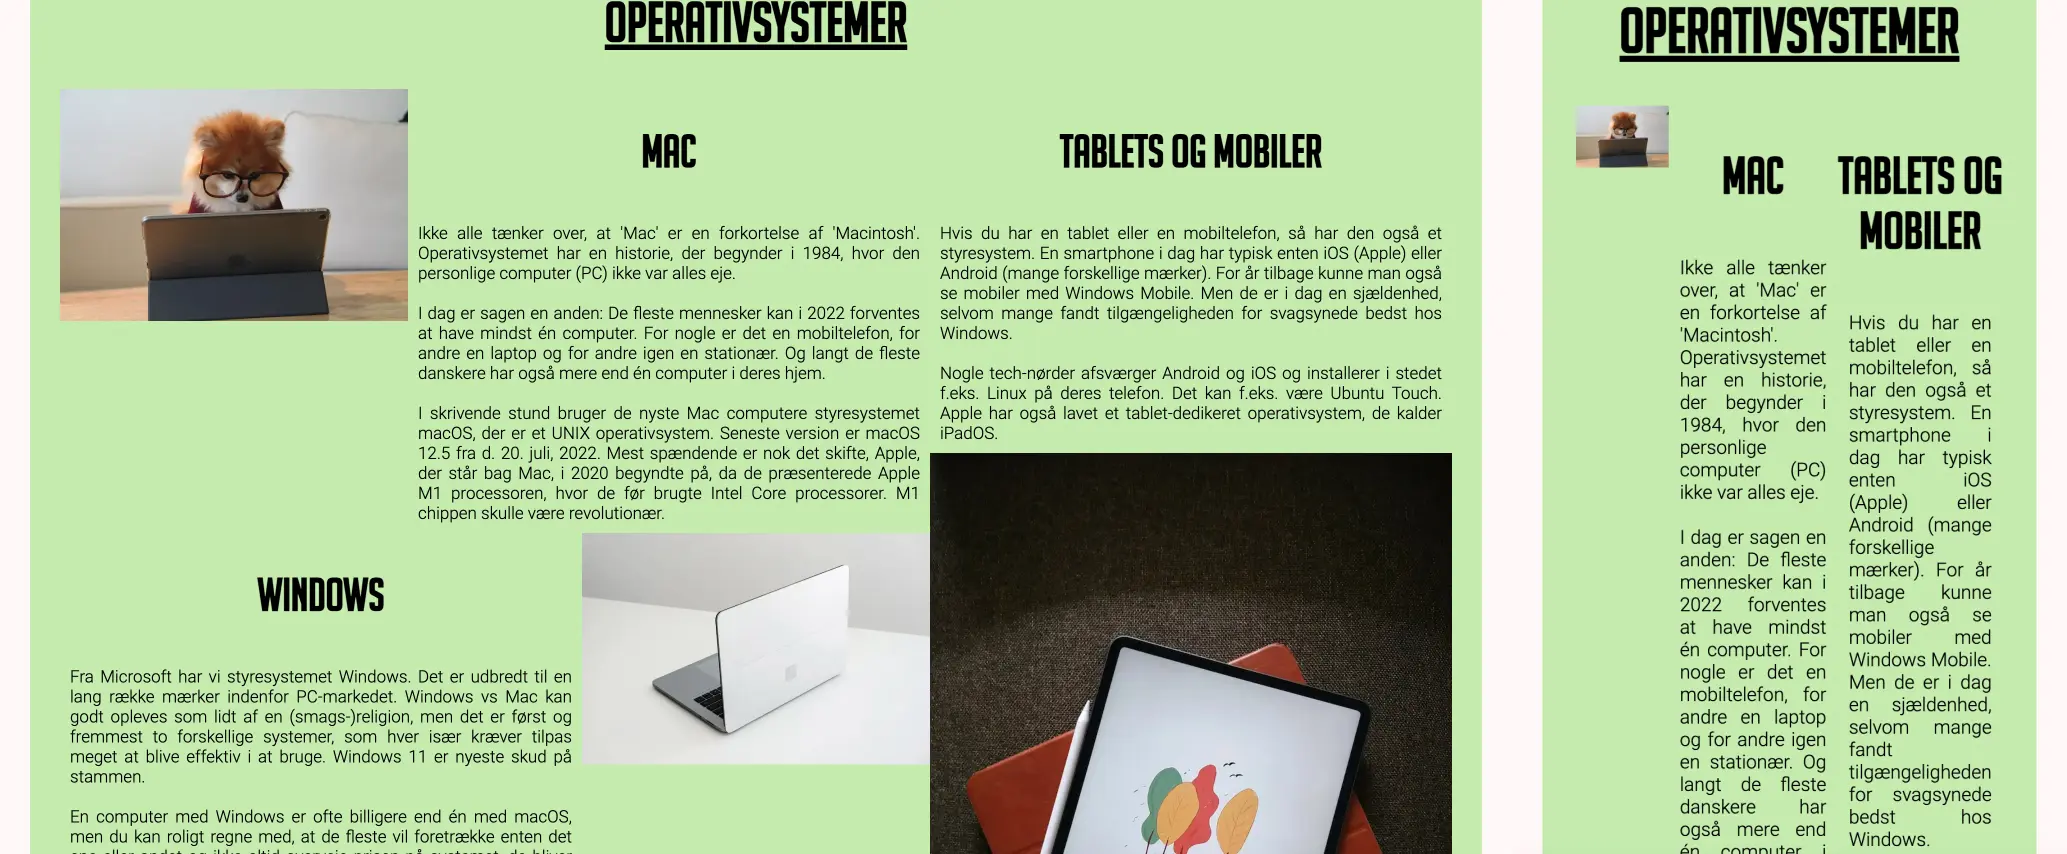 OPERATIVSYSTEMER
MAC
Ikke alle tænker over, at 'Mac' er en forkortelse af 'Macintosh'.
Operativsystemet har en historie, der begynder i 1984, hvor den
personlige computer (PC) ikke var alles eje.
I dag er sagen en anden: De fleste mennesker kan i 2022 forventes
at have mindst én computer. For nogle er det en mobiltelefon, for
andre en laptop og for andre igen en stationær. Og langt de fleste
danskere har også mere end én computer i deres hjem.
I skrivende stund bruger de nyste Mac computere styresystemet
macOS, der er et UNIX operativsystem. Seneste version er macOS
12.5 fra d. 20. juli, 2022. Mest spændende er nok det skifte, Apple,
der står bag Mac, i 2020 begyndte på, da de præsenterede Apple
M1 processoren, hvor de før brugte Intel Core processorer. M1
chippen skulle være revolutionær.
TABLETS OG MOBILER
Hvis du har en tablet eller en mobiltelefon, så har den også et
styresystem. En smartphone i dag har typisk enten iOS (Apple) eller
Android (mange forskellige mærker). For år tilbage kunne man også
se mobiler med Windows Mobile. Men de er i dag en sjældenhed,
selvom mange fandt tilgængeligheden for svagsynede bedst hos
Windows.
Nogle tech-nørder afsværger Android og iOS og installerer i stedet
f.eks. Linux på deres telefon. Det kan f.eks. være Ubuntu Touch.
Apple har også lavet et tablet-dedikeret operativsystem, de kalder
iPadOS.
WINDOWS
Fra Microsoft har vi styresystemet Windows. Det er udbredt til en
lang række mærker indenfor PC-markedet. Windows vs Mac kan
godt opleves som lidt af en (smags-)religion, men det er først og
fremmest to forskellige systemer, som hver især kræver tilpas
meget at blive effektiv i at bruge. Windows 11 er nyeste skud på
stammen.
En computer med Windows er ofte billigere end én med macOS,
men du kan roligt regne med, at de fleste vil foretrække enten det
OPERATIVSYSTEMER
MAC
Ikke alle tænker
over, at 'Mac' er
en forkortelse af
'Macintosh'.
Operativsystemet
har en historie,
der begynder i
1984, hvor den
personlige
computer (PC)
ikke var alles eje.
I dag er sagen en
anden: De fleste
mennesker kan i
2022 forventes
at have mindst
én computer. For
nogle er det en
mobiltelefon, for
andre en laptop
og for andre igen
en stationær. Og
langt de fleste
danskere har
også mere end
én computer i
TABLETS OG
MOBILER
Hvis du har en
tablet eller en
mobiltelefon, så
har den også et
styresystem. En
smartphone i
dag har typisk
enten iOS
(Apple) eller
Android (mange
forskellige
mærker). For år
tilbage kunne
man også se
mobiler med
Windows Mobile.
Men de er i dag
en sjældenhed,
selvom mange
fandt
tilgængeligheden
for svagsynede
bedst hos
Windows.